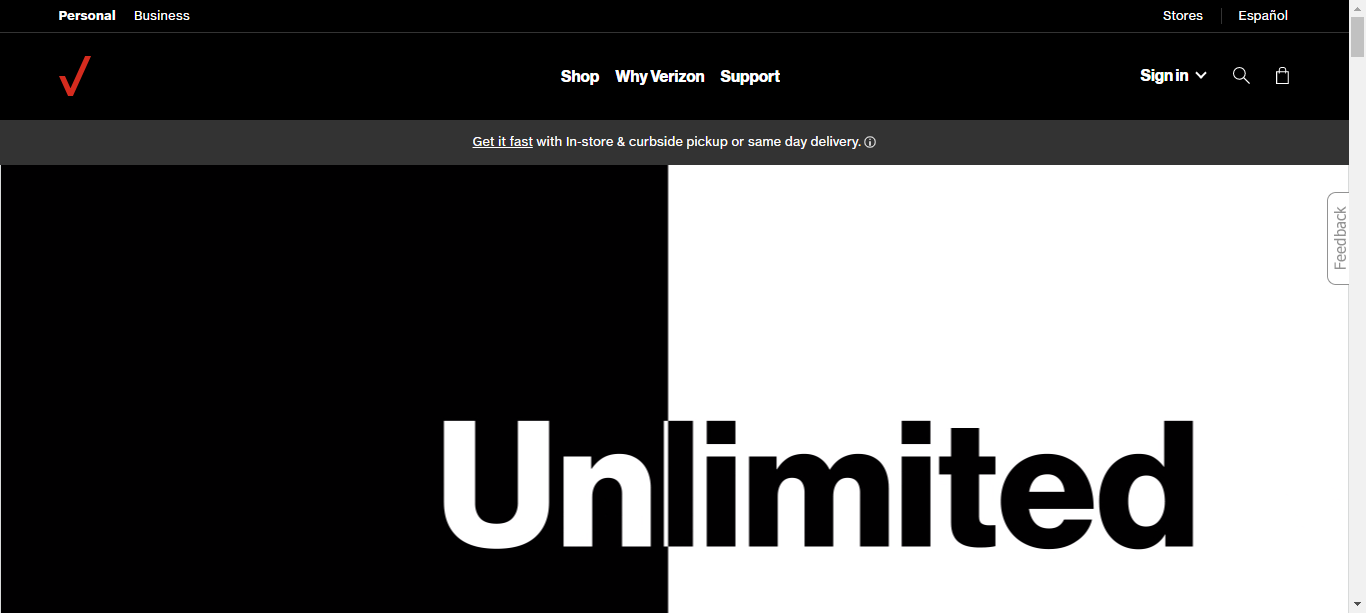 Personal Business Stores Español
Shop Why Verizon Support Sign in
Get it fast with In-store & curbside pickup or same day delivery.
Feedback
Unlimited